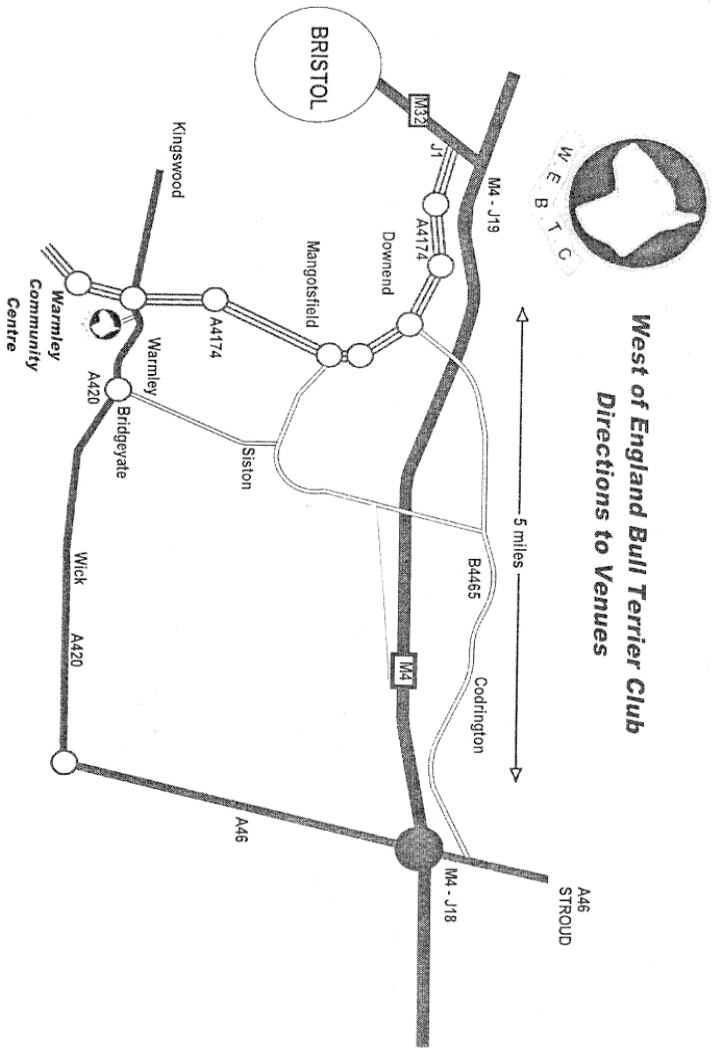 West of England Bull Terrier Club
Directions to Venues
W E B T C
5 miles
A46
STROUD
M4 - J19
M4 - J18
BRISTOL
M32
J1
A4174
Downend
B4465
Codrington
M4
Mangotsfield
A4174
Siston
A46
Kingswood
Warmley
Bridgeyate
A420
Wick
A420
Warmley
Community
Centre